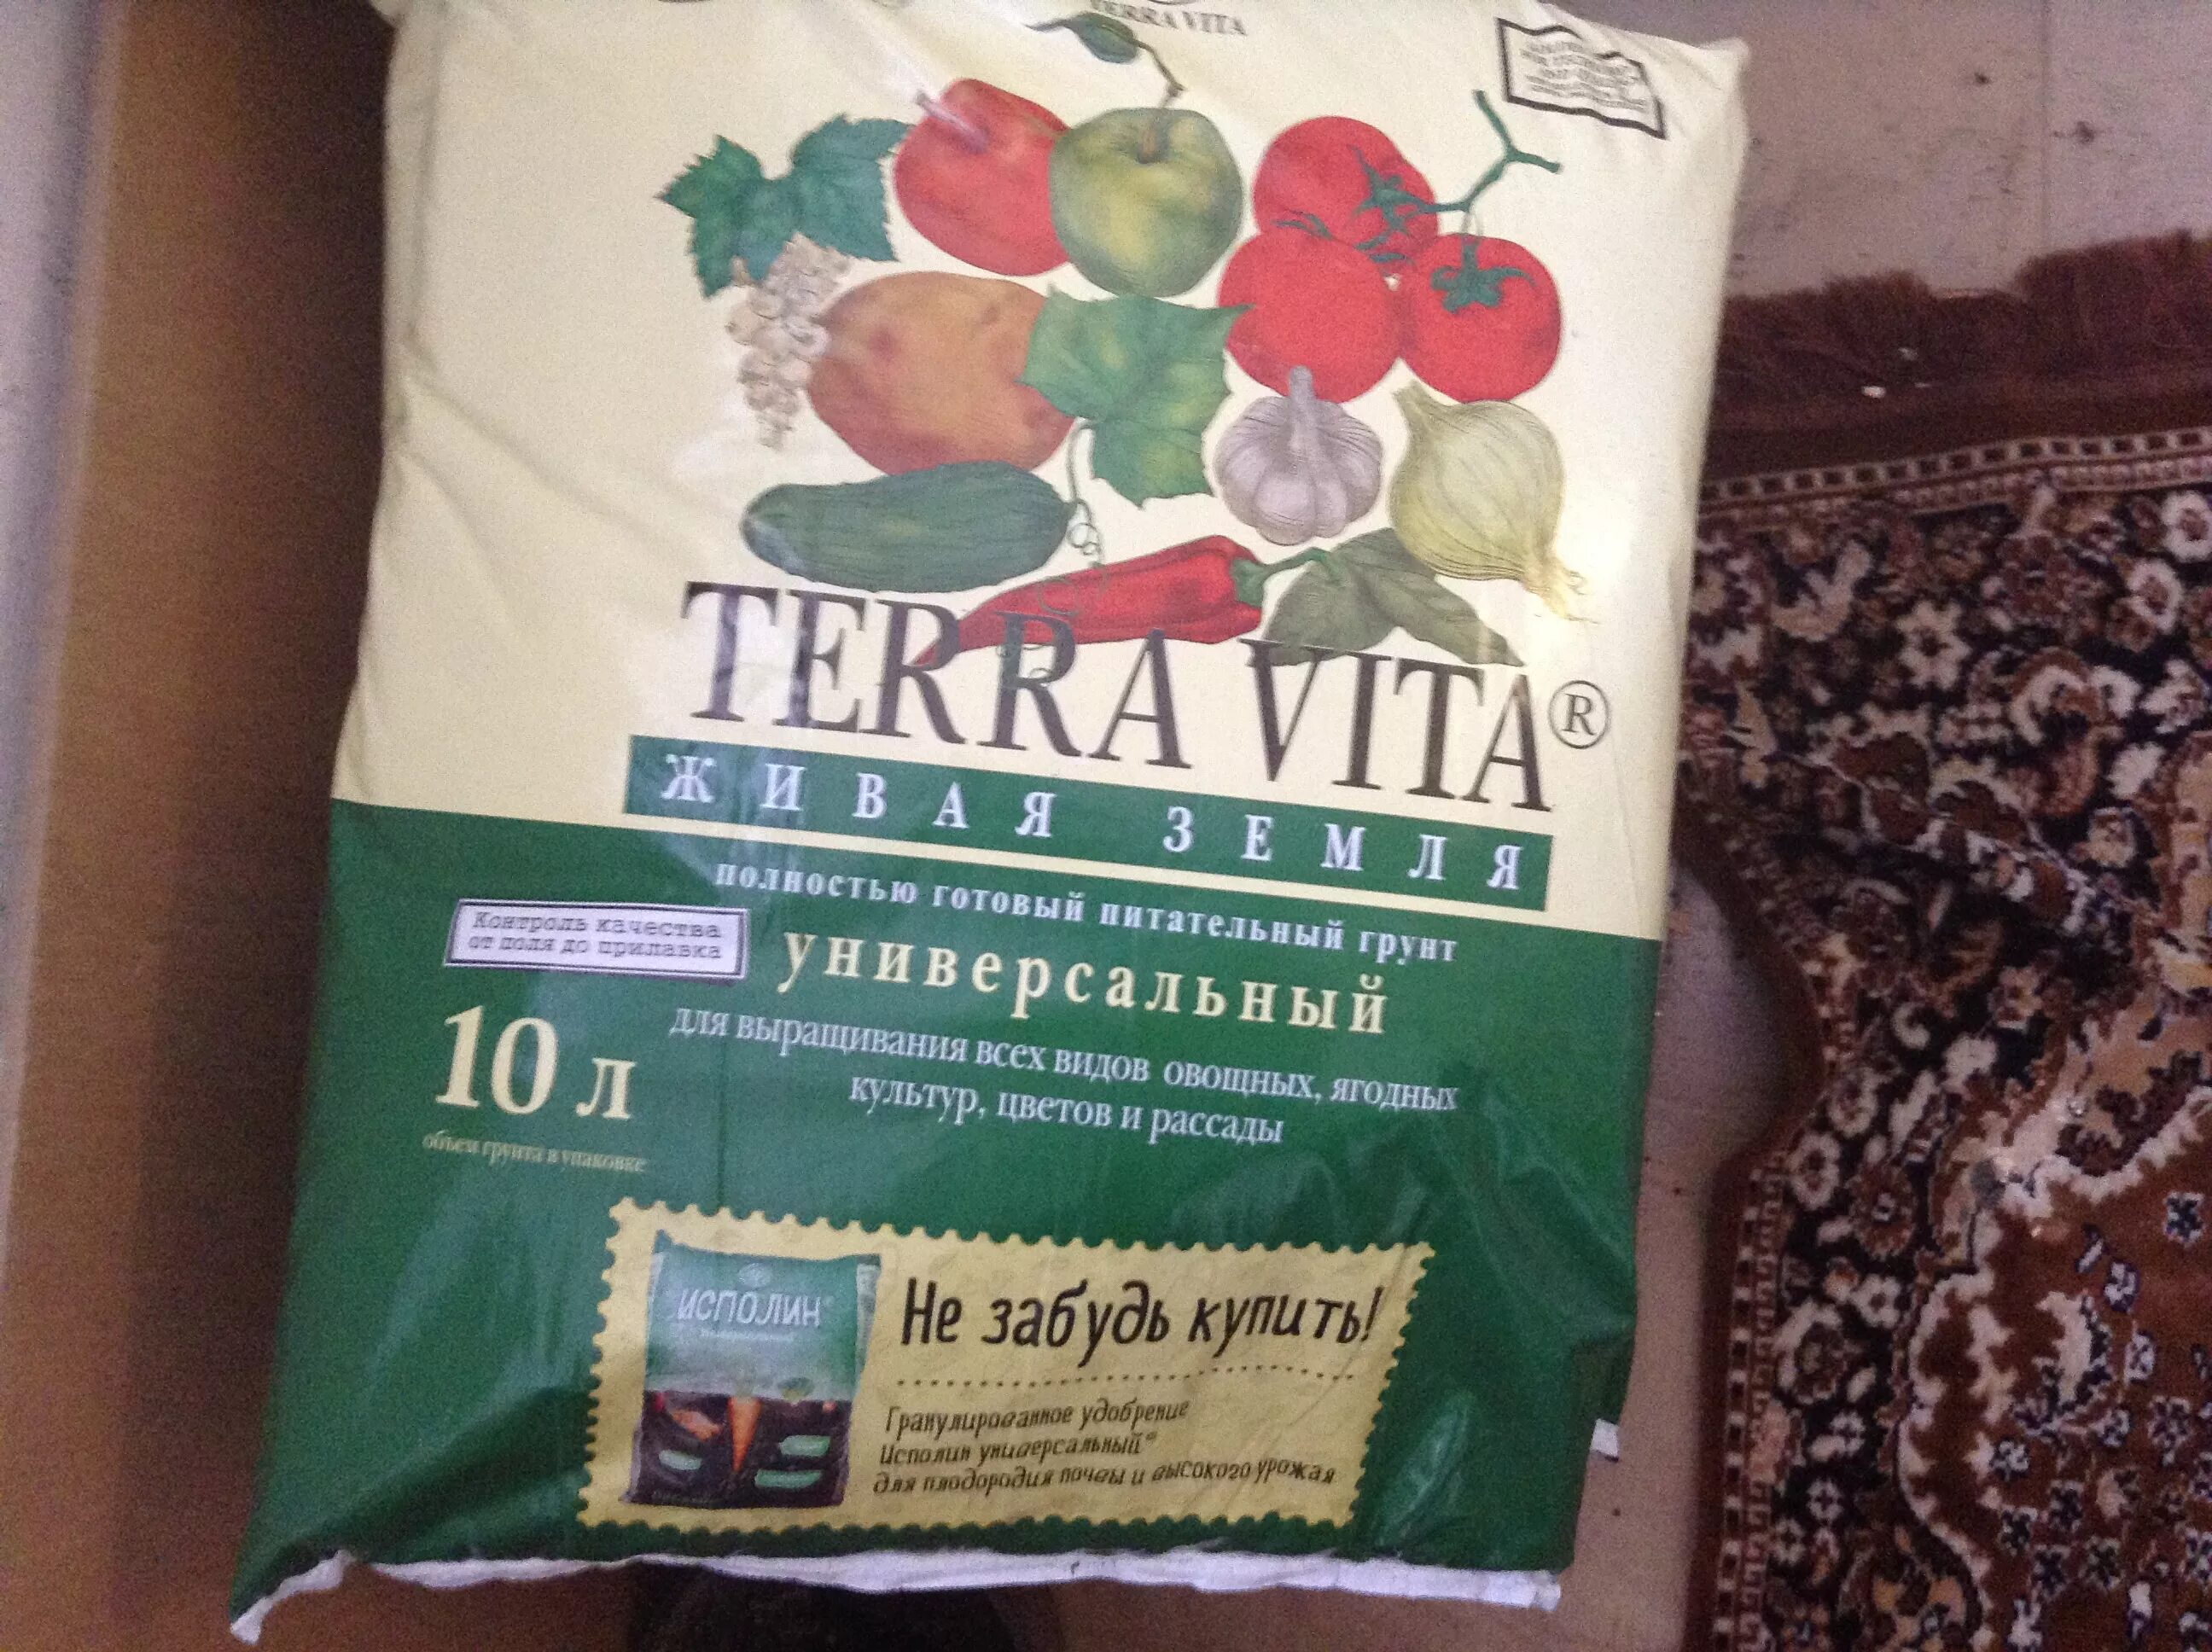 TERRA VITA
TERRA VITA®
ЖИВАЯ ЗЕМЛЯ
полностью готовый питательный грунт
Контроль качества
от поля до прилавка
универсальный
10 л
объем грунта в упаковке
для выращивания всех видов овощных, ягодных
культур, цветов и рассады
ИСПОЛИН
Не забудь купить!
Гранулированное удобрение
Исполин универсальный®
для плодородия почвы и высокого урожая